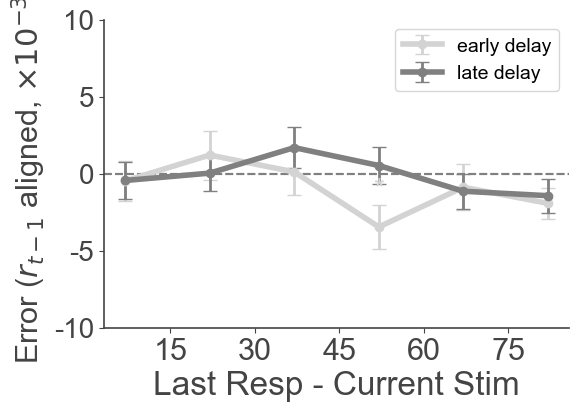 10
5
0
-5
-10
15 30 45 60 75
Last Resp - Current Stim
Error (r_{t-1} aligned, ×10⁻³
early delay
late delay